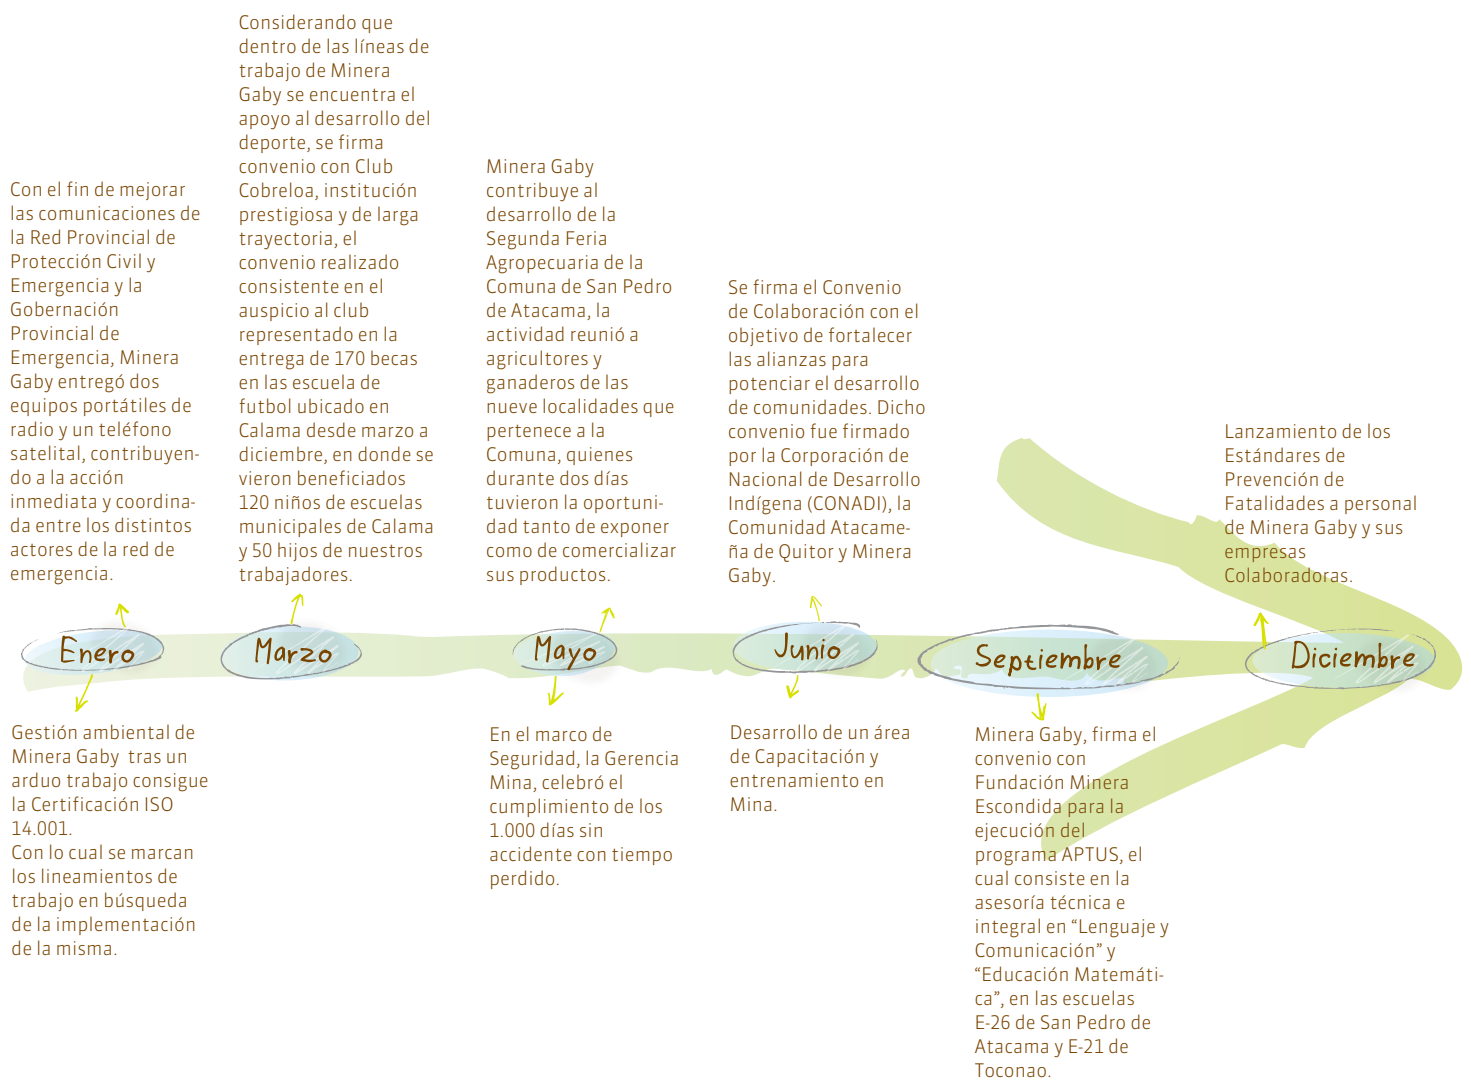 Con el fin de mejorar
las comunicaciones de
la Red Provincial de
Protección Civil y
Emergencia y la
Gobernación
Provincial de
Emergencia, Minera
Gaby entregó dos
equipos portátiles de
radio y un teléfono
satelital, contribuyen-
do a la acción
inmediata y coordina-
da entre los distintos
actores de la red de
emergencia.
Enero
Gestión ambiental de
Minera Gaby tras un
arduo trabajo consigue
la Certificación ISO
14.001.
Con lo cual se marcan
los lineamientos de
trabajo en búsqueda
de la implementación
de la misma.
Considerando que
dentro de las líneas de
trabajo de Minera
Gaby se encuentra el
apoyo al desarrollo del
deporte, se firma
convenio con Club
Cobreloa, institución
prestigiosa y de larga
trayectoria, el
convenio realizado
consistente en el
auspicio al club
representado en la
entrega de 170 becas
en las escuela de
futbol ubicado en
Calama desde marzo a
diciembre, en donde se
vieron beneficiados
120 niños de escuelas
municipales de Calama
y 50 hijos de nuestros
trabajadores.
Marzo
Minera Gaby
contribuye al
desarrollo de la
Segunda Feria
Agropecuaria de la
Comuna de San Pedro
de Atacama, la
actividad reunió a
agricultores y
ganaderos de las
nueve localidades que
pertenece a la
Comuna, quienes
durante dos días
tuvieron la oportuni-
dad tanto de exponer
como de comercializar
sus productos.
Mayo
En el marco de
Seguridad, la Gerencia
Mina, celebró el
cumplimiento de los
1.000 días sin
accidente con tiempo
perdido.
Se firma el Convenio
de Colaboración con el
objetivo de fortalecer
las alianzas para
potenciar el desarrollo
de comunidades. Dicho
convenio fue firmado
por la Corporación de
Nacional de Desarrollo
Indígena (CONADI), la
Comunidad Atacame-
ña de Quitor y Minera
Gaby.
Junio
Desarrollo de un área
de Capacitación y
entrenamiento en
Mina.
Septiembre
Minera Gaby, firma el
convenio con
Fundación Minera
Escondida para la
ejecución del
programa APTUS, el
cual consiste en la
asesoría técnica e
integral en “Lenguaje y
Comunicación” y
“Educación Matemáti-
ca”, en las escuelas
E-26 de San Pedro de
Atacama y E-21 de
Toconao.
Lanzamiento de los
Estándares de
Prevención de
Fatalidades a personal
de Minera Gaby y sus
empresas
Colaboradoras.
Diciembre